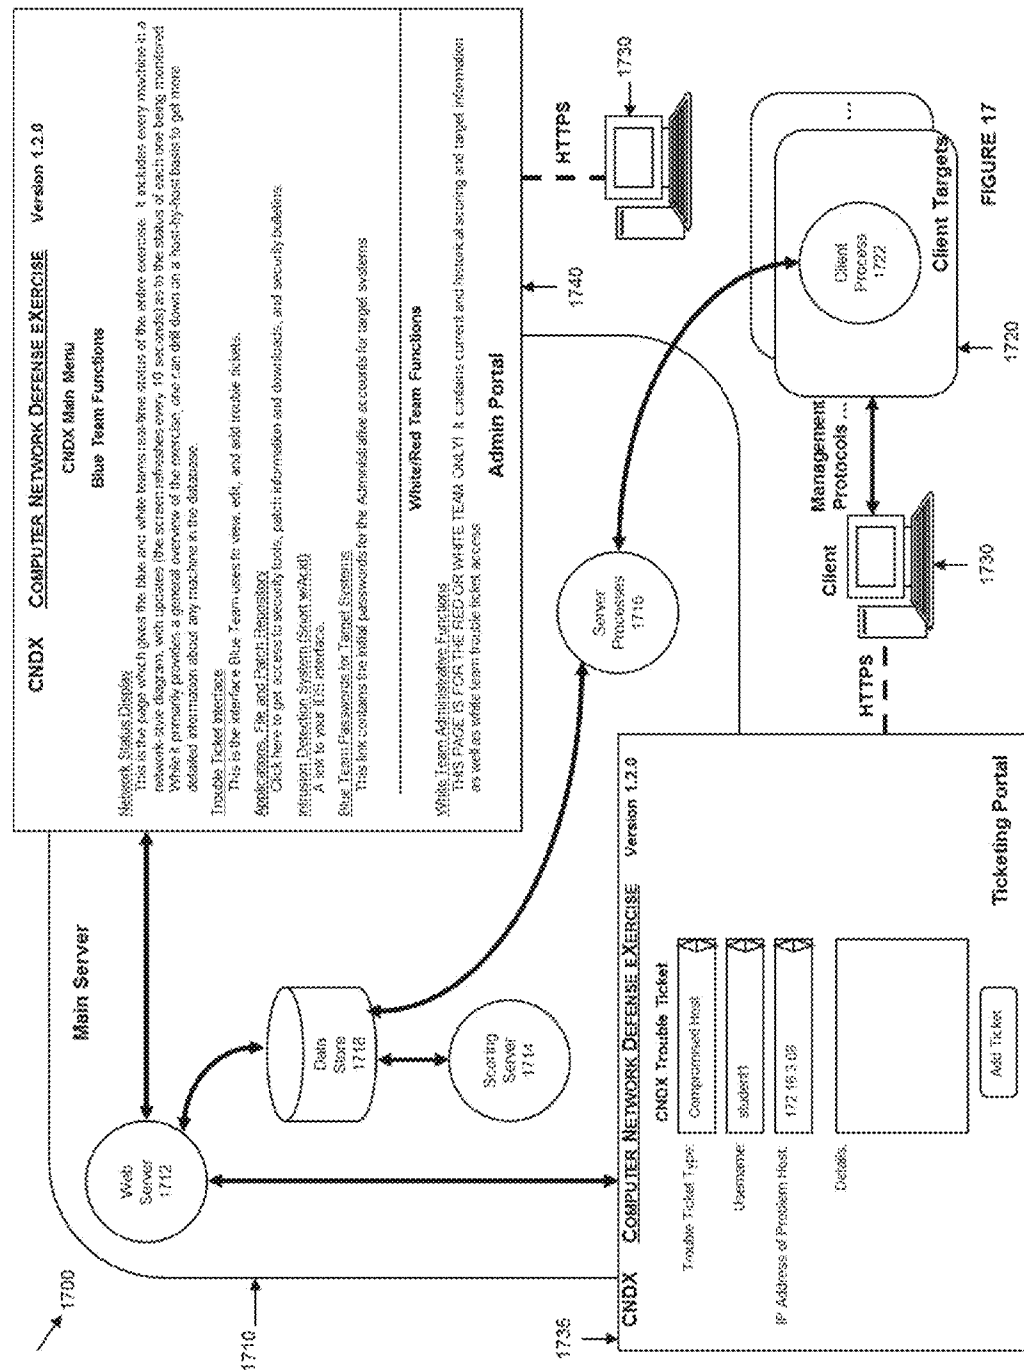 1700
1710
Main Server
Web
Server
1712
Data
Store
1718
Scoring
Server
1714
Server
Processes
1716
CNDX COMPUTER NETWORK DEFENSE EXERCISE Version 1.2.0
CNDX Main Menu
Blue Team Functions
Network Status Display
This is the page which gives the blue and white teams real-time status of the entire exercise. It includes every machine in a
network-style diagram, with updates (the screen refreshes every 10 seconds) as to the status of each one being monitored
While it primarily provides a general overview of the exercise, one can drill down on a host-by-host basis to get more
detailed information about any machine in the database.
Trouble Ticket Interface
This is the interface Blue Team uses to view, edit, and add trouble tickets.
Applications, File and Patch Repository
Click here to get access to security tools, patch information and downloads, and security bulletins.
Intrusion Detection System (Snort w/Acid)
A link to your IDS interface.
Blue Team Passwords for Target Systems
This link contains the initial passwords for the Administrative accounts for target systems
White/Red Team Functions
White Team Administrative Functions
THIS PAGE IS FOR THE RED OR WHITE TEAM ONLY! It contains current and historical scoring and target information
as well as white team trouble ticket access
Admin Portal
1740
HTTPS
1730
1735
CNDX COMPUTER NETWORK DEFENSE EXERCISE Version 1.2.0
CNDX Trouble Ticket
Trouble Ticket Type: Compromised Host
Username: student1
IP Address of Problem Host: 172.16.3.08
Details:
Add Ticket
Ticketing Portal
HTTPS
Client
1730
Management
Protocols ...
Client
Process
1722
...
Client Targets
1720
FIGURE 17